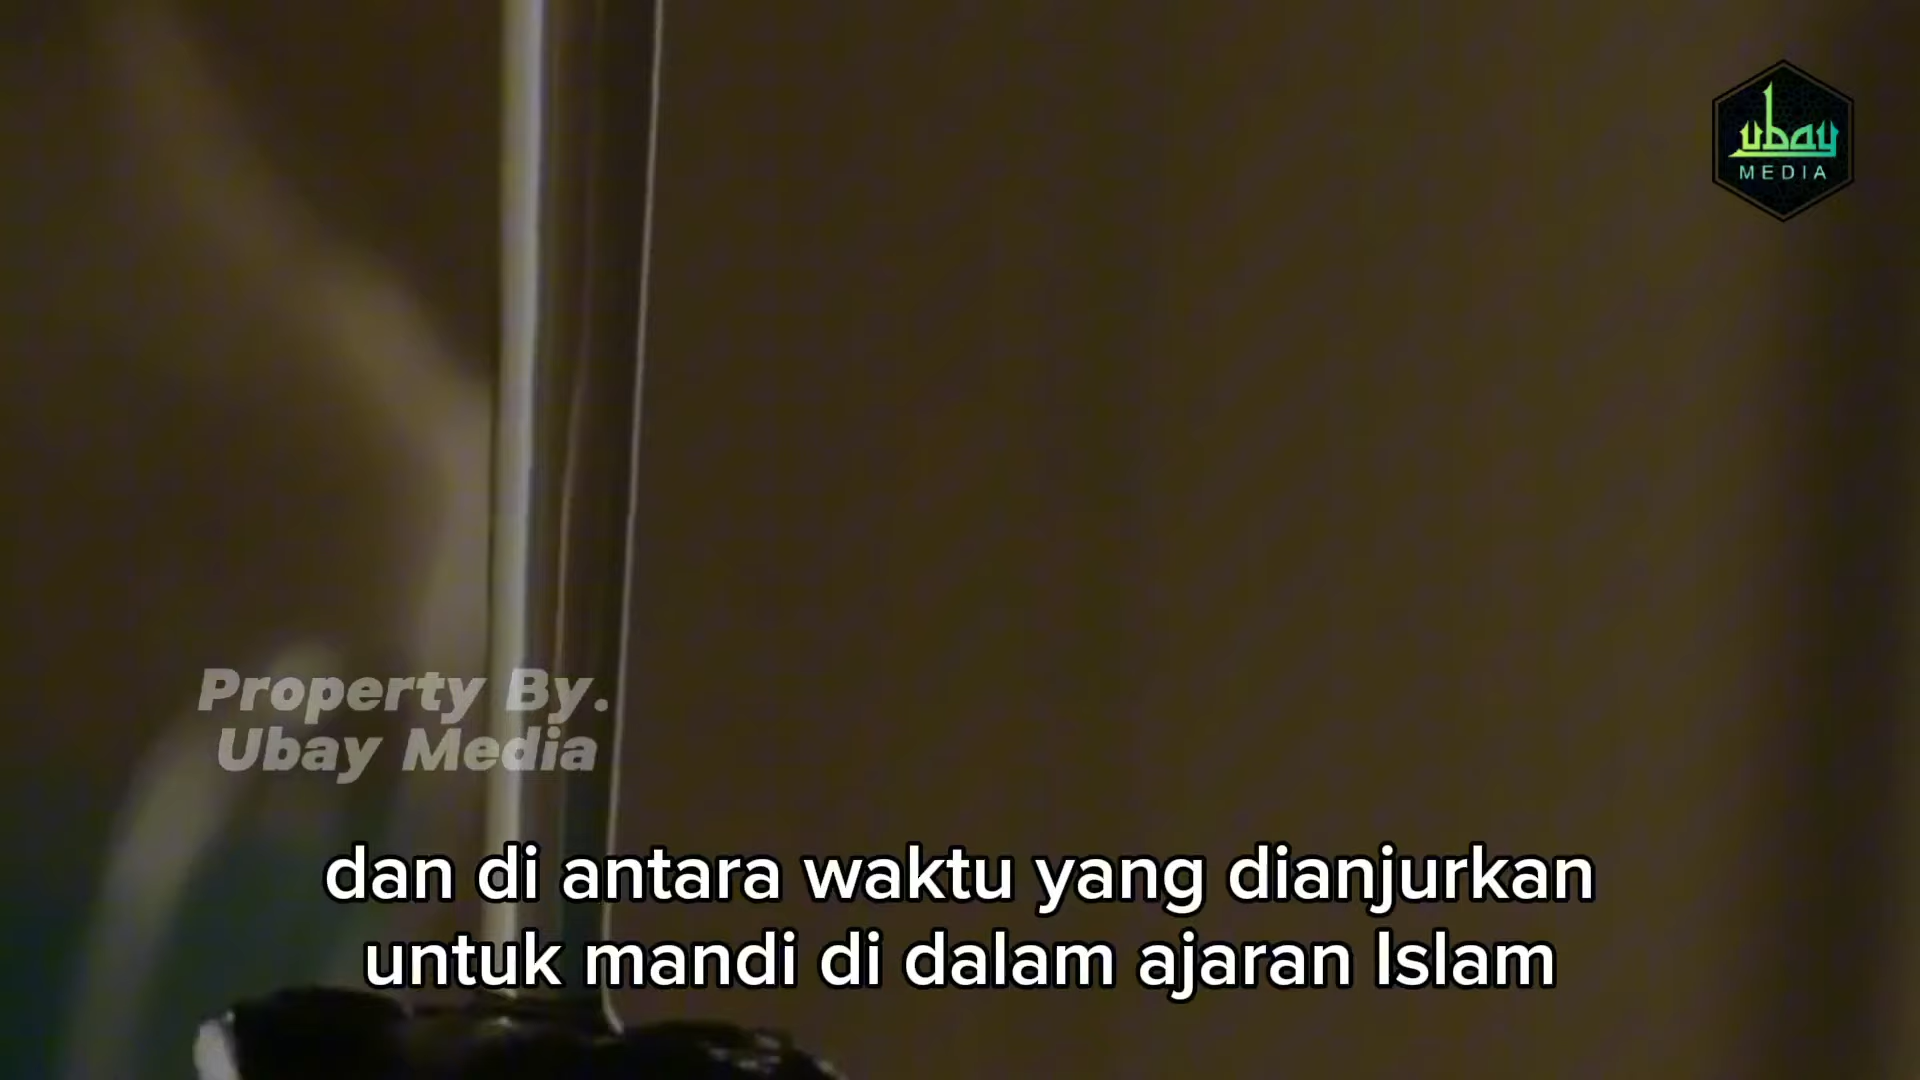 ubay
MEDIA
Property By.
Ubay Media
dan di antara waktu yang dianjurkan
untuk mandi di dalam ajaran Islam